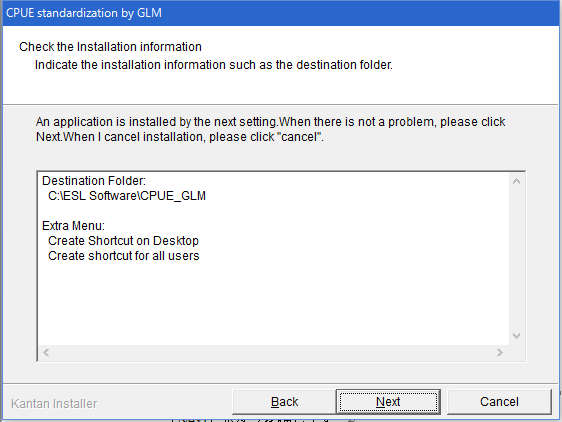 CPUE standardization by GLM
Check the Installation information
Indicate the installation information such as the destination folder.
An application is installed by the next setting.When there is not a problem, please click
Next.When I cancel installation, please click "cancel".
Destination Folder:
C:\ESL Software\CPUE_GLM
Extra Menu:
Create Shortcut on Desktop
Create shortcut for all users
Kantan Installer
Back
Next
Cancel